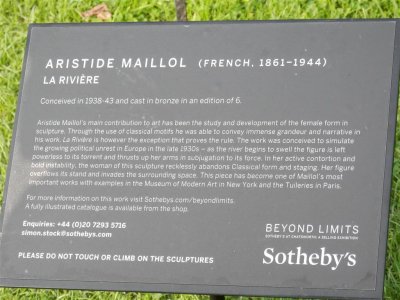 ARISTIDE MAILLOL (FRENCH, 1861–1944)
LA RIVIÈRE
Conceived in 1938-43 and cast in bronze in an edition of 6.
Aristide Maillol's main contribution to art has been the study and development of the female form in
sculpture. Through the use of classical motifs he was able to convey immense grandeur and narrative in
his work. La Rivière is however the exception that proves the rule. The work was conceived to simulate
the growing political unrest in Europe in the late 1930s – as the river begins to swell the figure is left
powerless to its torrent and thrusts up her arms in subjugation to its force. In her active contortion and
bold instability, the woman of this sculpture recklessly abandons Classical form and staging. Her figure
overflows its stand and invades the surrounding space. This piece has become one of Maillol's most
important works with examples in the Museum of Modern Art in New York and the Tuileries in Paris.
For more information on this work visit Sothebys.com/beyondlimits.
A fully illustrated catalogue is available from the shop.
Enquiries: +44 (0)20 7293 5716
simon.stock@sothebys.com
PLEASE DO NOT TOUCH OR CLIMB ON THE SCULPTURES
BEYOND LIMITS
SOTHEBY'S AT CHATSWORTH: A SELLING EXHIBITION
Sotheby's